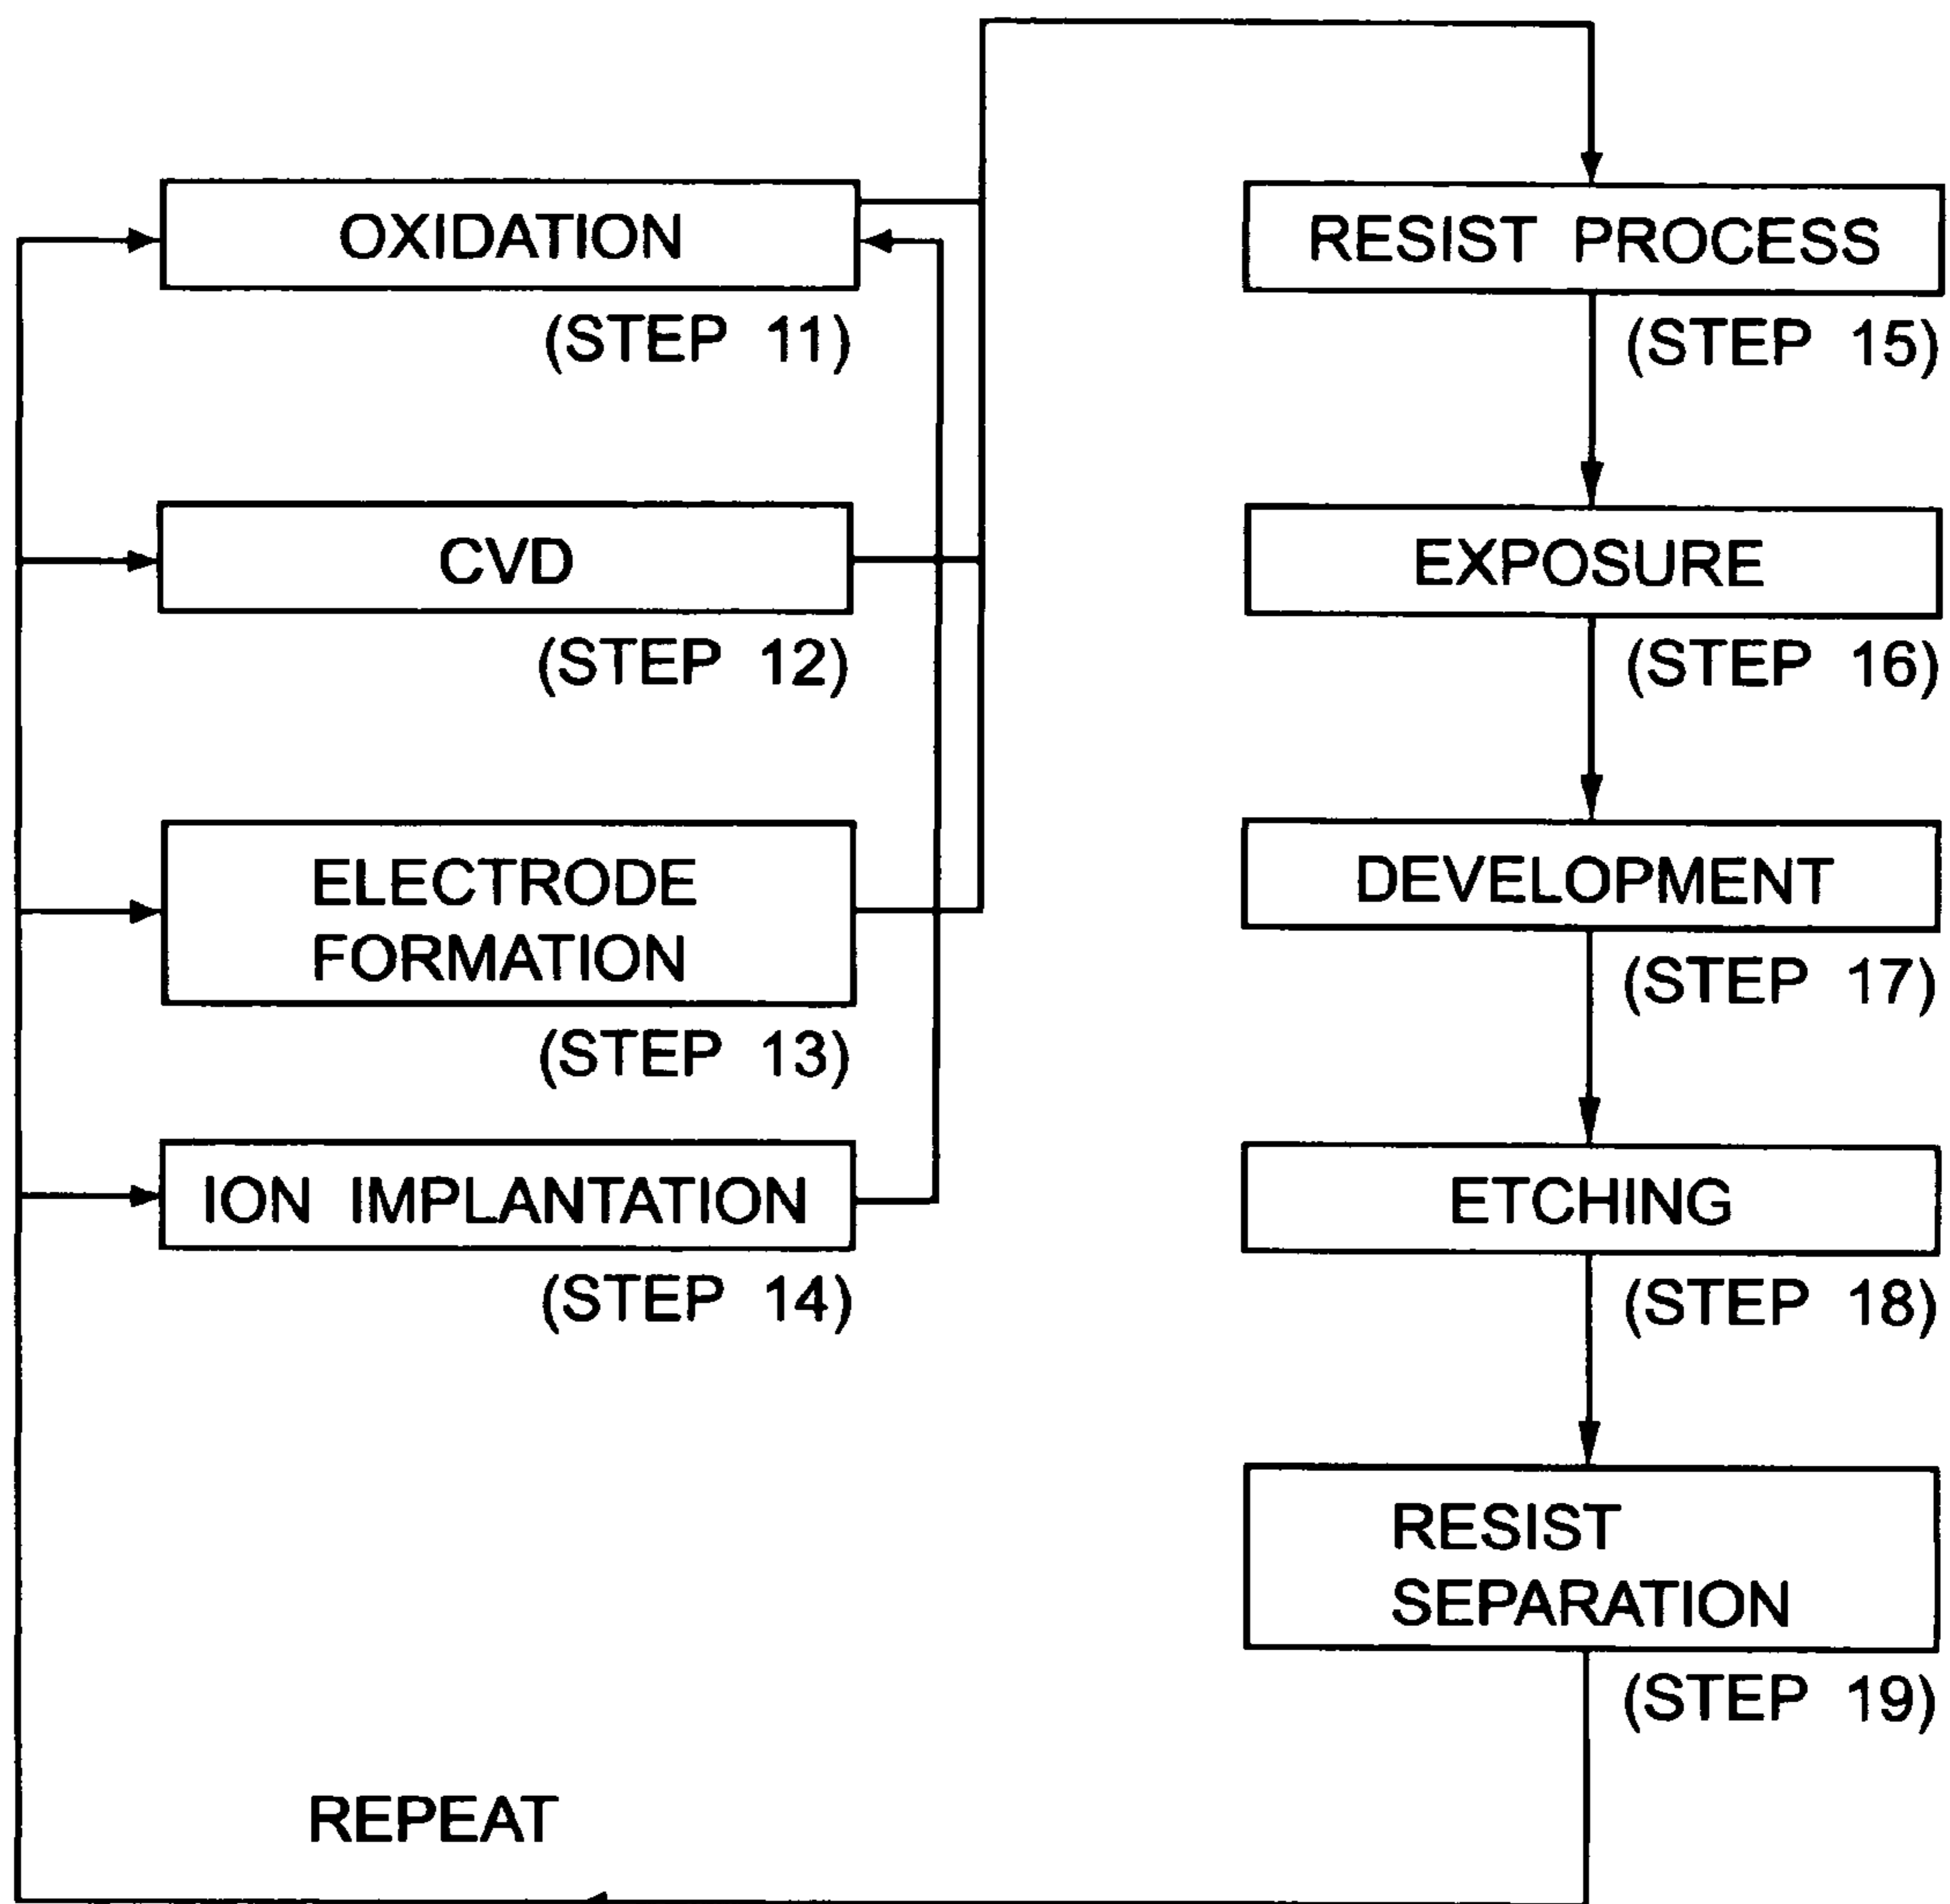 OXIDATION
(STEP 11)
CVD
(STEP 12)
ELECTRODE
FORMATION
(STEP 13)
ION IMPLANTATION
(STEP 14)
RESIST PROCESS
(STEP 15)
EXPOSURE
(STEP 16)
DEVELOPMENT
(STEP 17)
ETCHING
(STEP 18)
RESIST
SEPARATION
(STEP 19)
REPEAT